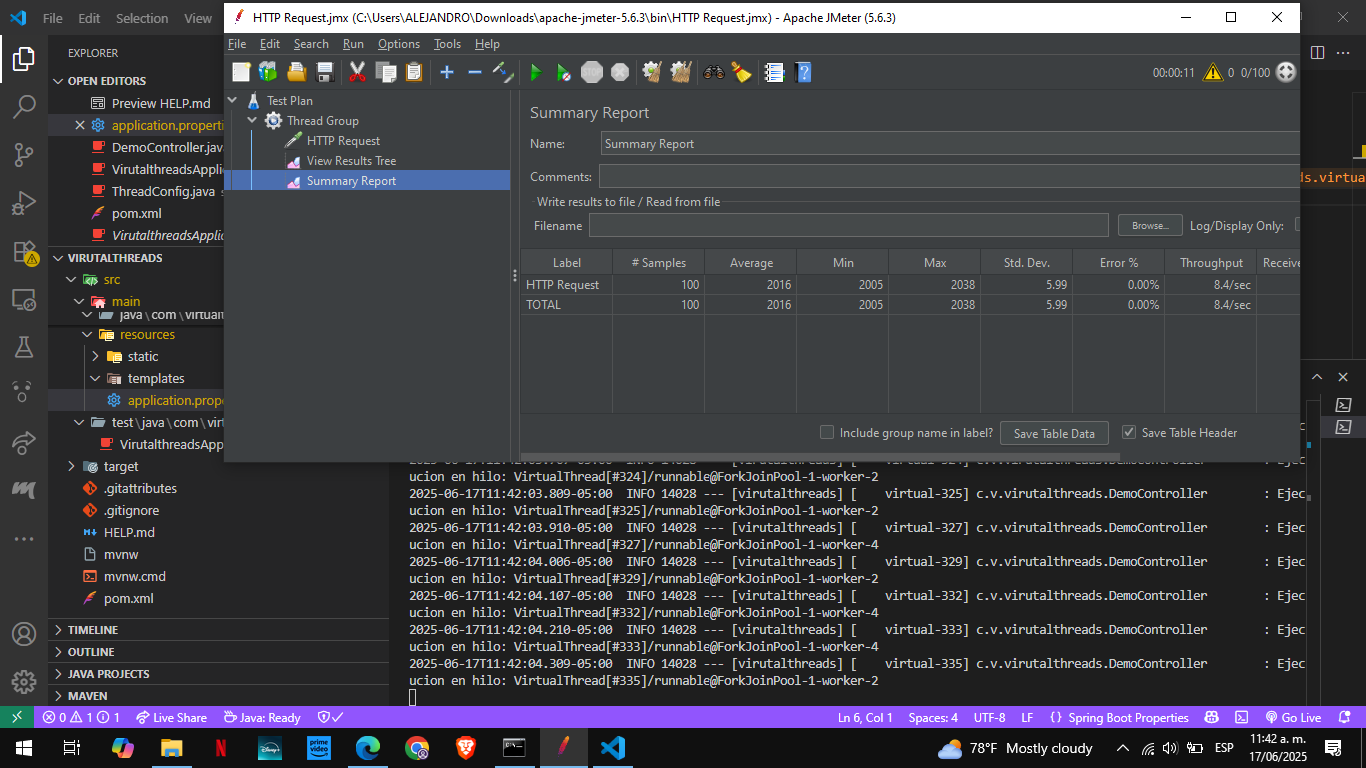 File Edit Selection View
HTTP Request.jmx (C:\Users\ALEJANDRO\Downloads\apache-jmeter-5.6.3\bin\HTTP Request.jmx) - Apache JMeter (5.6.3)
File Edit Search Run Options Tools Help
00:00:11 0 0/100
Test Plan
Thread Group
HTTP Request
View Results Tree
Summary Report
Summary Report
Name: Summary Report
Comments:
Write results to file / Read from file
Filename Browse... Log/Display Only:
Label # Samples Average Min Max Std. Dev. Error % Throughput Receive
HTTP Request 100 2016 2005 2038 5.99 0.00% 8.4/sec
TOTAL 100 2016 2005 2038 5.99 0.00% 8.4/sec
Include group name in label? Save Table Data Save Table Header
EXPLORER
OPEN EDITORS
Preview HELP.md
application.properti
DemoController.jav
VirutalthreadsAppli
ThreadConfig.java
pom.xml
VirutalthreadsApplic
VIRUTALTHREADS
src
main
java\com\virtualt
resources
static
templates
application.prope
test\java\com\virt
VirutalthreadsApp
target
.gitattributes
.gitignore
HELP.md
mvnw
mvnw.cmd
pom.xml
TIMELINE
OUTLINE
JAVA PROJECTS
MAVEN
ds.virtua
ucion en hilo: VirtualThread[#324]/runnable@ForkJoinPool-1-worker-2
2025-06-17T11:42:03.809-05:00 INFO 14028 --- [virutalthreads] [ virtual-325] c.v.virutalthreads.DemoController : Ejec
ucion en hilo: VirtualThread[#325]/runnable@ForkJoinPool-1-worker-2
2025-06-17T11:42:03.910-05:00 INFO 14028 --- [virutalthreads] [ virtual-327] c.v.virutalthreads.DemoController : Ejec
ucion en hilo: VirtualThread[#327]/runnable@ForkJoinPool-1-worker-4
2025-06-17T11:42:04.006-05:00 INFO 14028 --- [virutalthreads] [ virtual-329] c.v.virutalthreads.DemoController : Ejec
ucion en hilo: VirtualThread[#329]/runnable@ForkJoinPool-1-worker-2
2025-06-17T11:42:04.107-05:00 INFO 14028 --- [virutalthreads] [ virtual-332] c.v.virutalthreads.DemoController : Ejec
ucion en hilo: VirtualThread[#332]/runnable@ForkJoinPool-1-worker-4
2025-06-17T11:42:04.210-05:00 INFO 14028 --- [virutalthreads] [ virtual-333] c.v.virutalthreads.DemoController : Ejec
ucion en hilo: VirtualThread[#333]/runnable@ForkJoinPool-1-worker-4
2025-06-17T11:42:04.309-05:00 INFO 14028 --- [virutalthreads] [ virtual-335] c.v.virutalthreads.DemoController : Ejec
ucion en hilo: VirtualThread[#335]/runnable@ForkJoinPool-1-worker-2
0 1 1 Live Share Java: Ready Ln 6, Col 1 Spaces: 4 UTF-8 LF {} Spring Boot Properties Go Live
78°F Mostly cloudy ESP 11:42 a. m.
17/06/2025